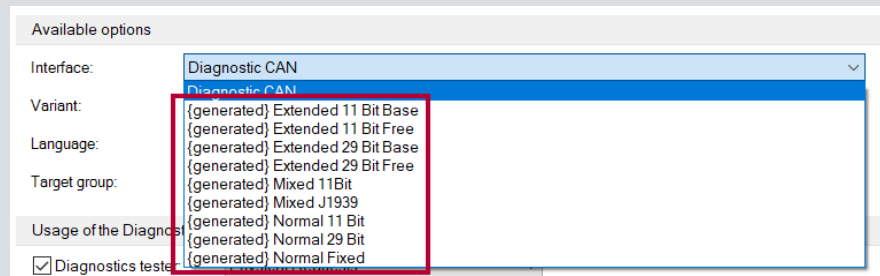 Available options
Interface:
Diagnostic CAN
Diagnostic CAN
Variant:
{generated} Extended 11 Bit Base
{generated} Extended 11 Bit Free
Language:
{generated} Extended 29 Bit Base
{generated} Extended 29 Bit Free
Target group:
{generated} Mixed 11Bit
{generated} Mixed J1939
{generated} Normal 11 Bit
Usage of the Diagnost
{generated} Normal 29 Bit
{generated} Normal Fixed
Diagnostics tester